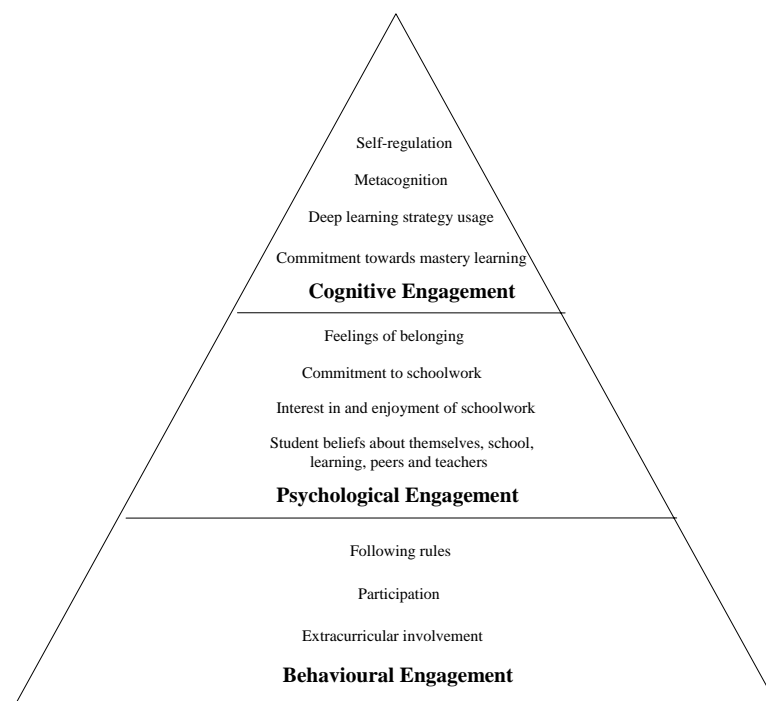 Self-regulation
Metacognition
Deep learning strategy usage
Commitment towards mastery learning
Cognitive Engagement
Feelings of belonging
Commitment to schoolwork
Interest in and enjoyment of schoolwork
Student beliefs about themselves, school,
learning, peers and teachers
Psychological Engagement
Following rules
Participation
Extracurricular involvement
Behavioural Engagement